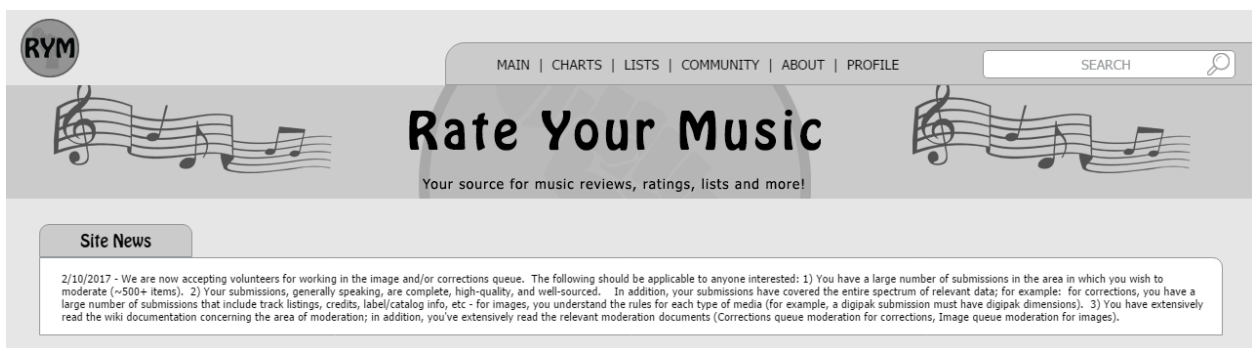 RYM
MAIN | CHARTS | LISTS | COMMUNITY | ABOUT | PROFILE
SEARCH
Rate Your Music
Your source for music reviews, ratings, lists and more!
Site News
2/10/2017 - We are now accepting volunteers for working in the image and/or corrections queue. The following should be applicable to anyone interested: 1) You have a large number of submissions in the area in which you wish to
moderate (~500+ items). 2) Your submissions, generally speaking, are complete, high-quality, and well-sourced. In addition, your submissions have covered the entire spectrum of relevant data; for example: for corrections, you have a
large number of submissions that include track listings, credits, label/catalog info, etc - for images, you understand the rules for each type of media (for example, a digipak submission must have digipak dimensions). 3) You have extensively
read the wiki documentation concerning the area of moderation; in addition, you've extensively read the relevant moderation documents (Corrections queue moderation for corrections, Image queue moderation for images).